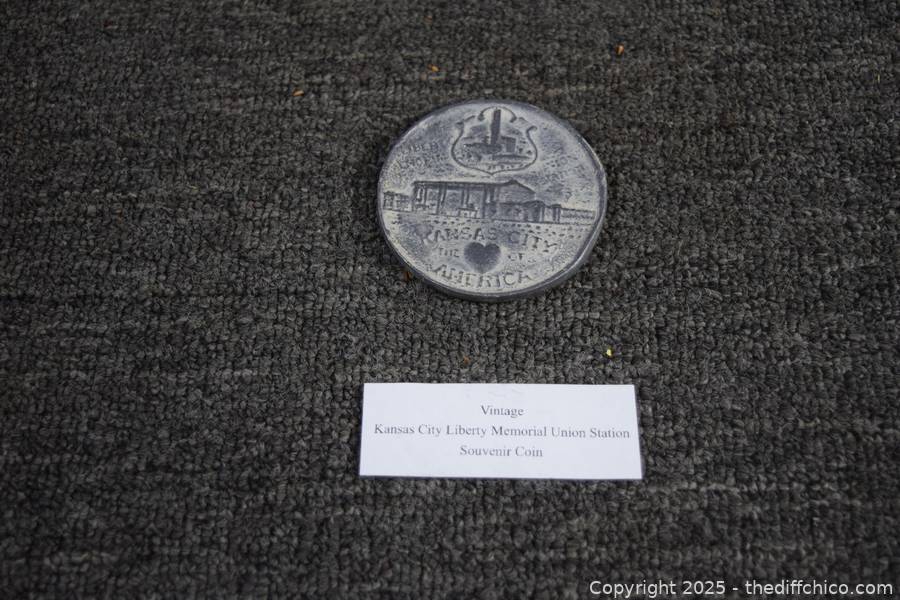 KANSAS CITY
THE OF
AMERICA
Vintage
Kansas City Liberty Memorial Union Station
Souvenir Coin
Copyright 2025 - thediffchico.com